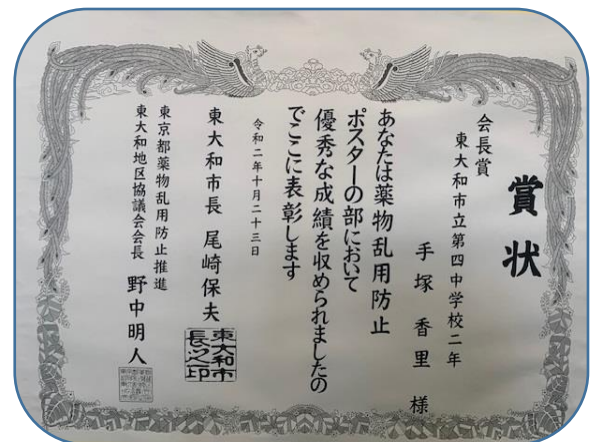 賞状
会長賞
東大和市立第四中学校二年
手塚香里様
あなたは薬物乱用防止
ポスターの部において
優秀な成績を収められましたの
でここに表彰します
令和二年十月二十三日
東大和市長 尾崎保夫
東大和市長之印
東京都薬物乱用防止推進
東大和地区協議会会長 野中明人